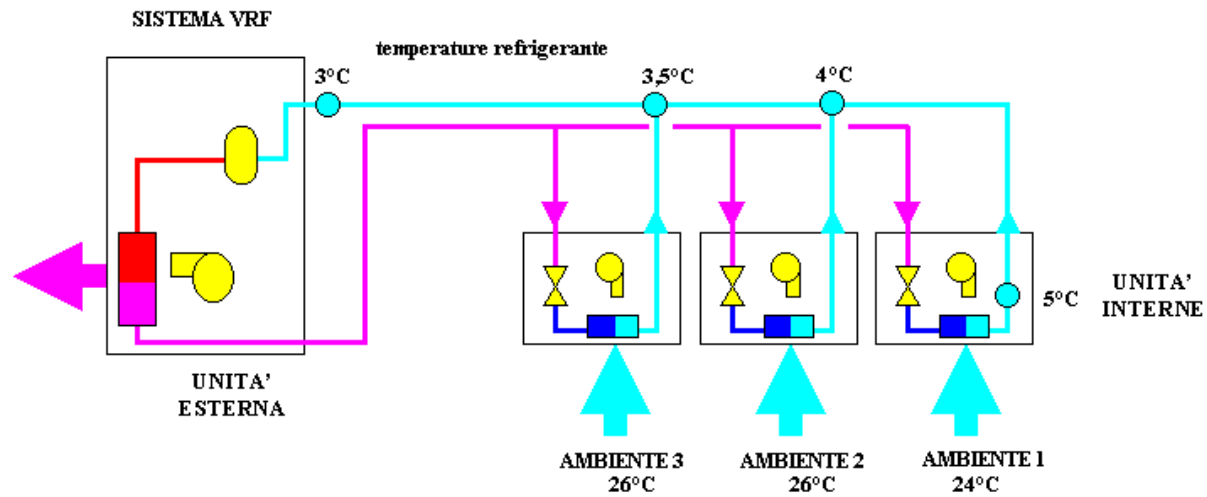 SISTEMA VRF
temperature refrigerante
3°C
3,5°C
4°C
5°C
UNITA'
INTERNE
UNITA'
ESTERNA
AMBIENTE 3
26°C
AMBIENTE 2
26°C
AMBIENTE 1
24°C